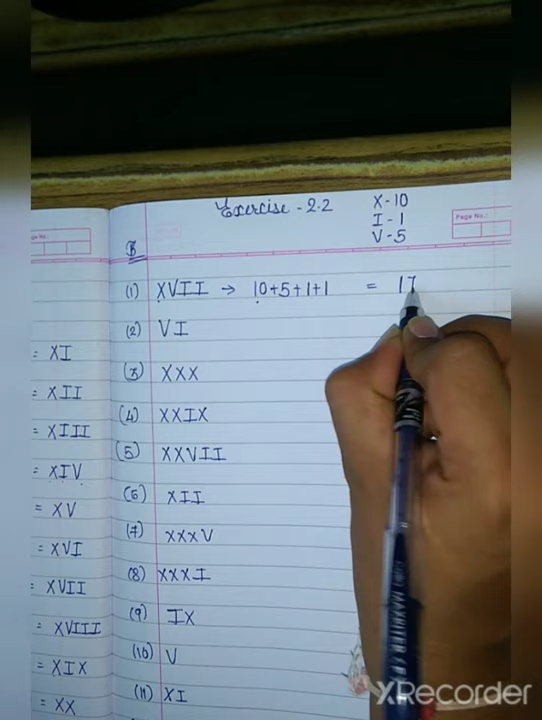 Exercise - 2.2
X - 10
I - 1
V - 5
Page No.:
ge No.:
B
(1) XVII → 10+5+1+1 = 17
(2) VI
(3) XXX
(4) XXIX
(5) XXVII
(6) XII
(7) XXXV
(8) XXXI
(9) IX
(10) V
(11) XI
= XI
= XII
= XIII
= XIV
= XV
= XVI
= XVII
= XVIII
= XIX
= XX
XRecorder